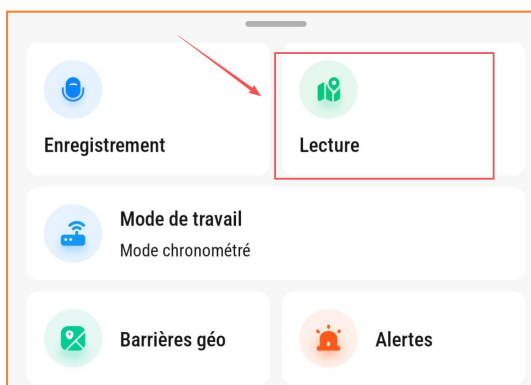 Enregistrement
Lecture
Mode de travail
Mode chronométré
Barrières géo
Alertes